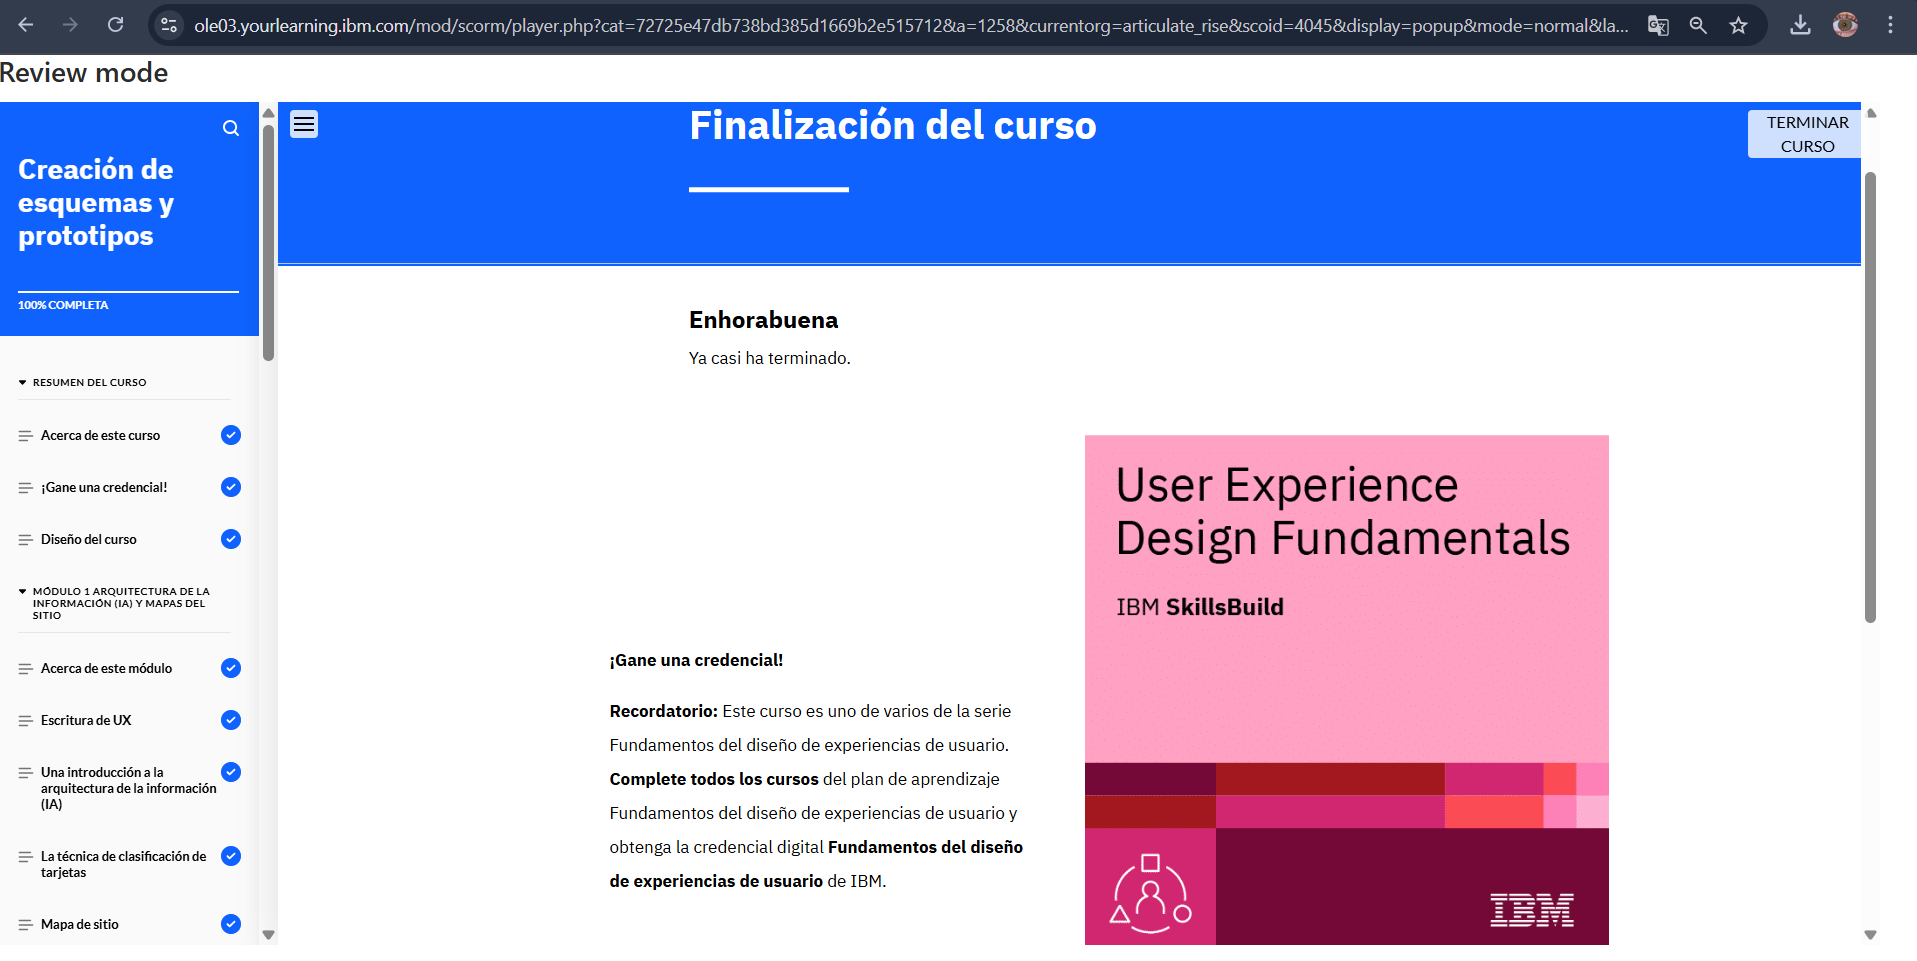 ole03.yourlearning.ibm.com/mod/scorm/player.php?cat=72725e47db738bd385d1669b2e515712&a=1258&currentorg=articulate_rise&scoid=4045&display=popup&mode=normal&la...
Review mode
Creación de
esquemas y
prototipos
100% COMPLETA
RESUMEN DEL CURSO
Acerca de este curso
¡Gane una credencial!
Diseño del curso
MÓDULO 1 ARQUITECTURA DE LA
INFORMACIÓN (IA) Y MAPAS DEL
SITIO
Acerca de este módulo
Escritura de UX
Una introducción a la
arquitectura de la información
(IA)
La técnica de clasificación de
tarjetas
Mapa de sitio
Finalización del curso
TERMINAR
CURSO
Enhorabuena
Ya casi ha terminado.
¡Gane una credencial!
Recordatorio: Este curso es uno de varios de la serie
Fundamentos del diseño de experiencias de usuario.
Complete todos los cursos del plan de aprendizaje
Fundamentos del diseño de experiencias de usuario y
obtenga la credencial digital Fundamentos del diseño
de experiencias de usuario de IBM.
User Experience
Design Fundamentals
IBM SkillsBuild
IBM